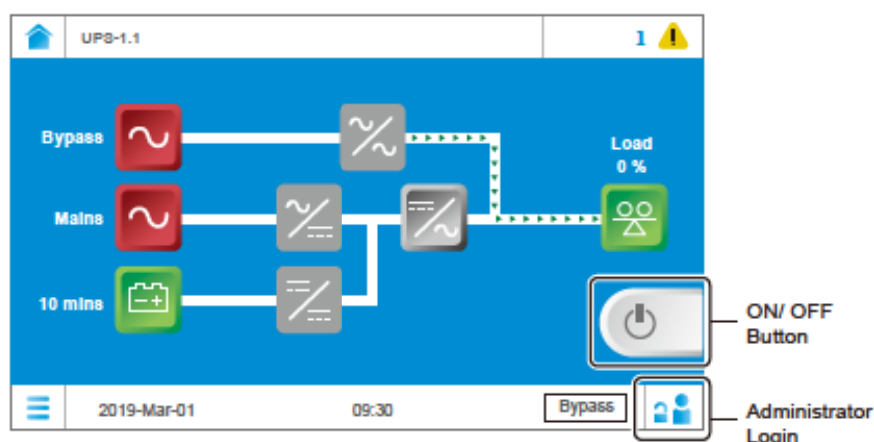 UPS-1.1
1
Bypass
Load
0 %
Mains
10 mins
ON/ OFF
Button
2019-Mar-01
09:30
Bypass
Administrator
Login